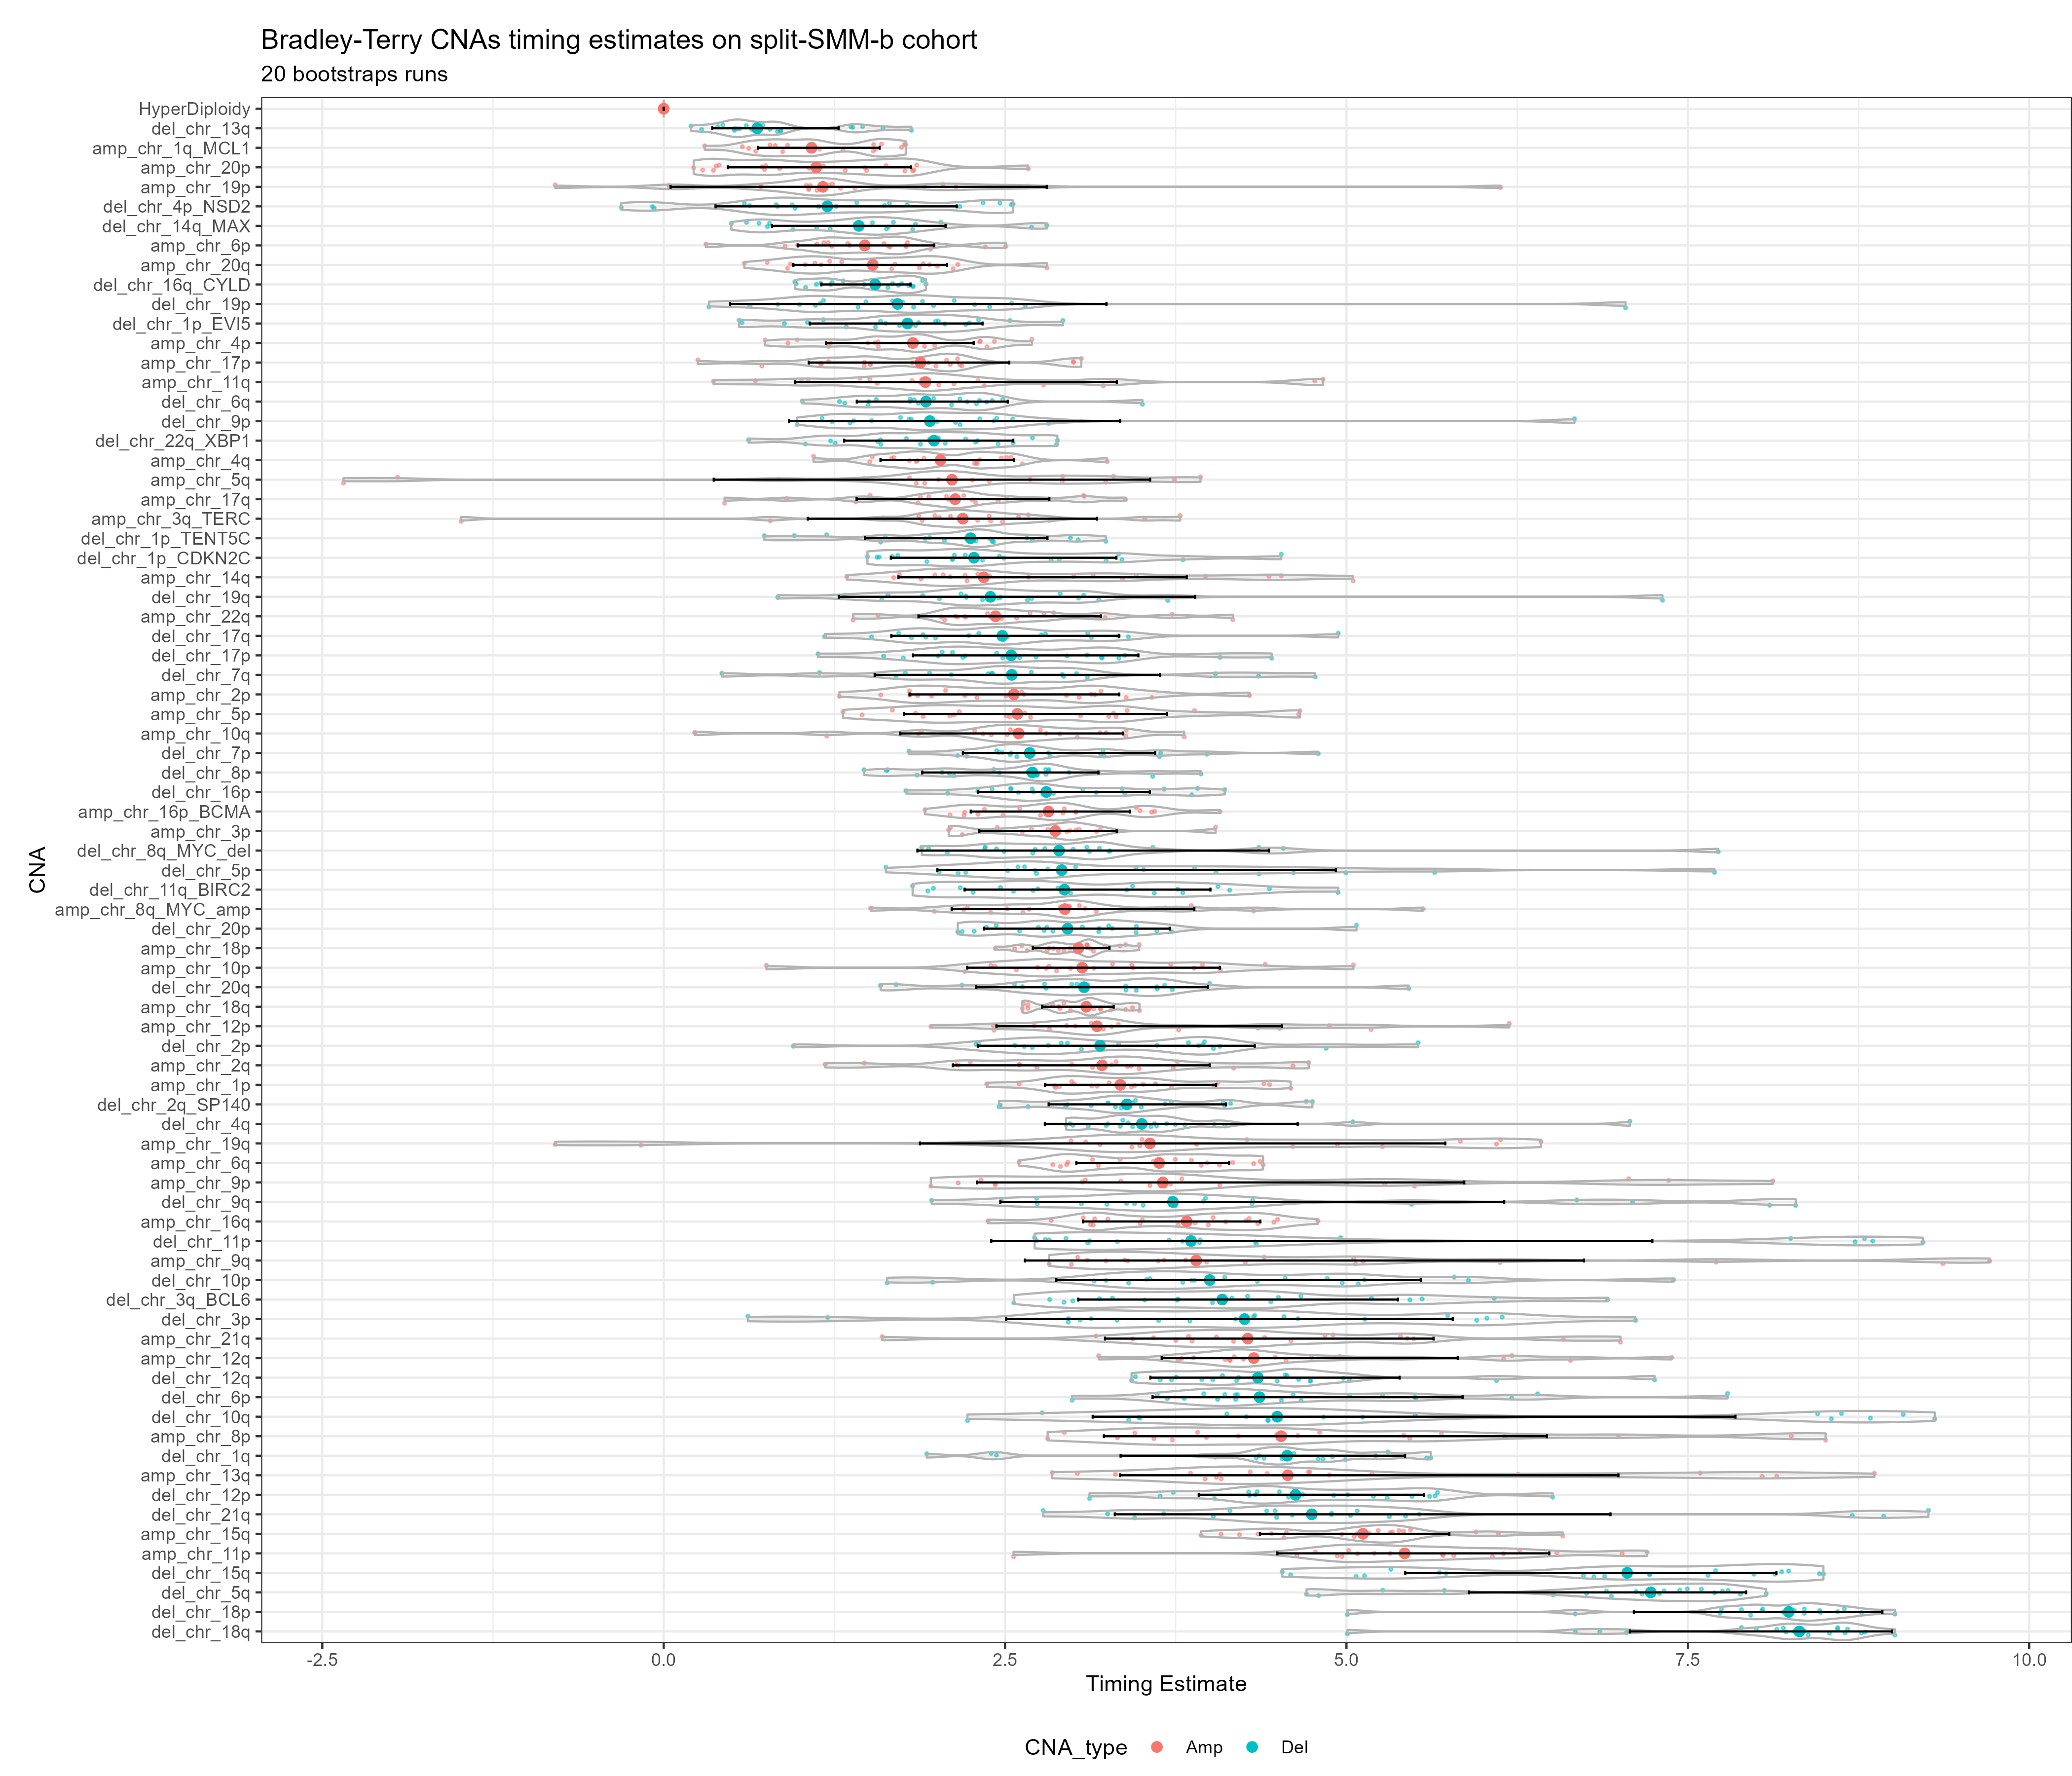 Bradley-Terry CNAs timing estimates on split-SMM-b cohort
20 bootstraps runs
HyperDiploidy
del_chr_13q
amp_chr_1q_MCL1
amp_chr_20p
amp_chr_19p
del_chr_4p_NSD2
del_chr_14q_MAX
amp_chr_6p
amp_chr_20q
del_chr_16q_CYLD
del_chr_19p
del_chr_1p_EVI5
amp_chr_4p
amp_chr_17p
amp_chr_11q
del_chr_6q
del_chr_9p
del_chr_22q_XBP1
amp_chr_4q
amp_chr_5q
amp_chr_17q
amp_chr_3q_TERC
del_chr_1p_TENT5C
del_chr_1p_CDKN2C
amp_chr_14q
del_chr_19q
amp_chr_22q
del_chr_17q
del_chr_17p
del_chr_7q
amp_chr_2p
amp_chr_5p
amp_chr_10q
del_chr_7p
del_chr_8p
del_chr_16p
amp_chr_16p_BCMA
amp_chr_3p
del_chr_8q_MYC_del
del_chr_5p
del_chr_11q_BIRC2
amp_chr_8q_MYC_amp
del_chr_20p
amp_chr_18p
amp_chr_10p
del_chr_20q
amp_chr_18q
amp_chr_12p
del_chr_2p
amp_chr_2q
amp_chr_1p
del_chr_2q_SP140
del_chr_4q
amp_chr_19q
amp_chr_6q
amp_chr_9p
del_chr_9q
amp_chr_16q
del_chr_11p
amp_chr_9q
del_chr_10p
del_chr_3q_BCL6
del_chr_3p
amp_chr_21q
amp_chr_12q
del_chr_12q
del_chr_6p
del_chr_10q
amp_chr_8p
del_chr_1q
amp_chr_13q
del_chr_12p
del_chr_21q
amp_chr_15q
amp_chr_11p
del_chr_15q
del_chr_5q
del_chr_18p
del_chr_18q
CNA
-2.5 0.0 2.5 5.0 7.5 10.0
Timing Estimate
CNA_type Amp Del